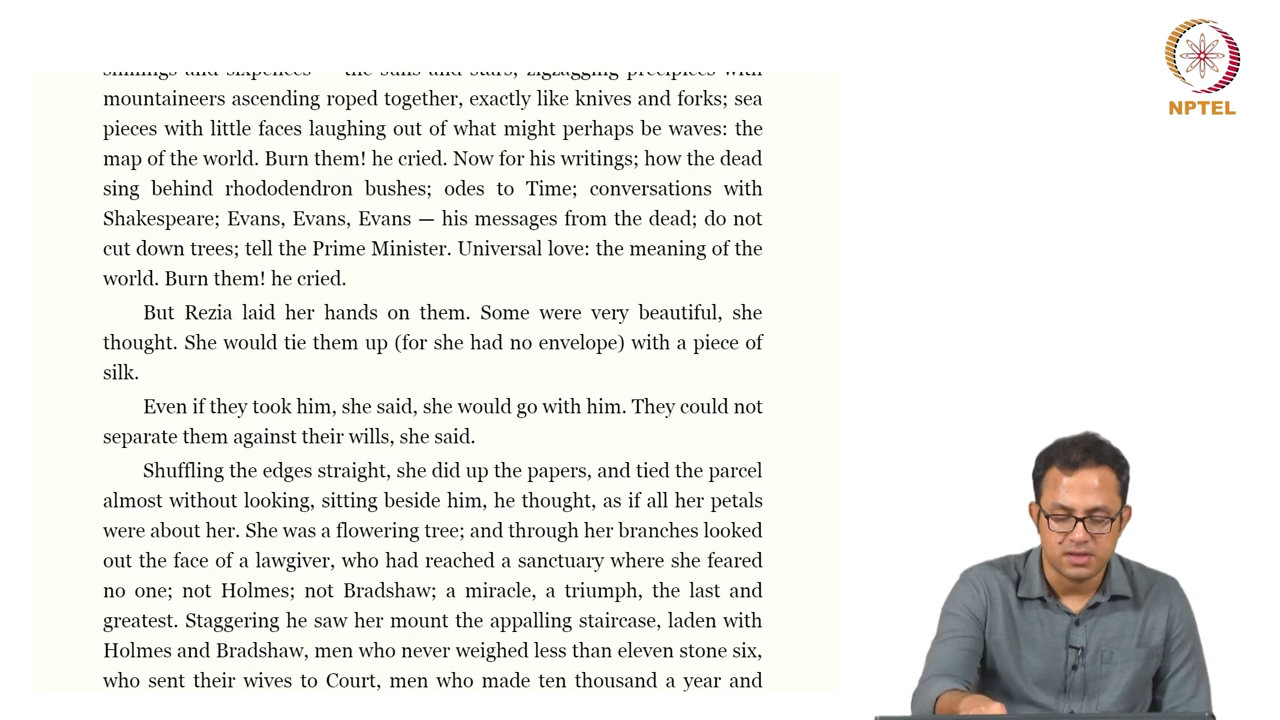 shillings and sixpences — the suns and stars; zigzagging precipices with
mountaineers ascending roped together, exactly like knives and forks; sea
pieces with little faces laughing out of what might perhaps be waves: the
map of the world. Burn them! he cried. Now for his writings; how the dead
sing behind rhododendron bushes; odes to Time; conversations with
Shakespeare; Evans, Evans, Evans — his messages from the dead; do not
cut down trees; tell the Prime Minister. Universal love: the meaning of the
world. Burn them! he cried.
But Rezia laid her hands on them. Some were very beautiful, she
thought. She would tie them up (for she had no envelope) with a piece of
silk.
Even if they took him, she said, she would go with him. They could not
separate them against their wills, she said.
Shuffling the edges straight, she did up the papers, and tied the parcel
almost without looking, sitting beside him, he thought, as if all her petals
were about her. She was a flowering tree; and through her branches looked
out the face of a lawgiver, who had reached a sanctuary where she feared
no one; not Holmes; not Bradshaw; a miracle, a triumph, the last and
greatest. Staggering he saw her mount the appalling staircase, laden with
Holmes and Bradshaw, men who never weighed less than eleven stone six,
who sent their wives to Court, men who made ten thousand a year and
NPTEL